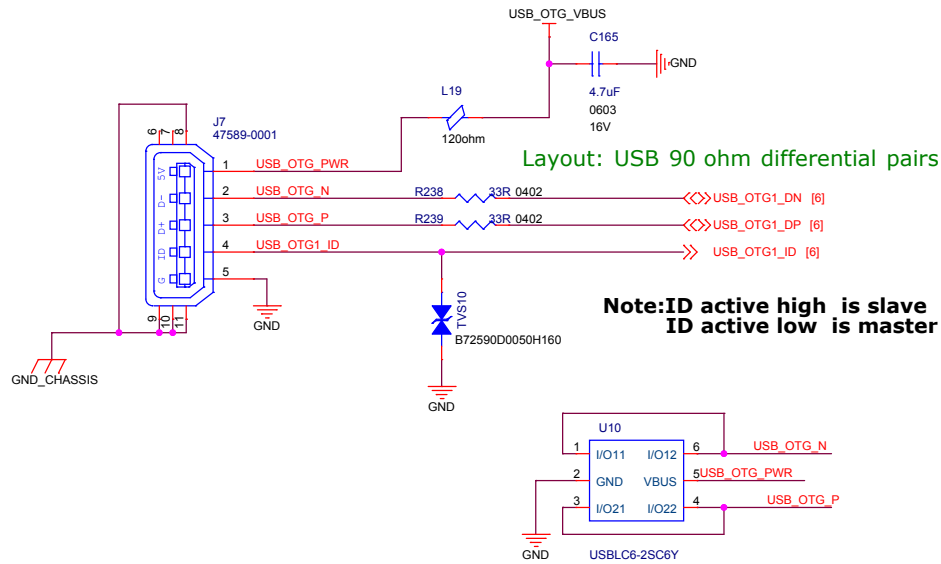 USB_OTG_VBUS
C165
GND
4.7uF
0603
16V
L19
120ohm
J7
47589-0001
6
7
8
Layout: USB 90 ohm differential pairs
5V
1
USB_OTG_PWR
D-
2
USB_OTG_N
R238
33R 0402
USB_OTG1_DN [6]
D+
3
USB_OTG_P
R239
33R 0402
USB_OTG1_DP [6]
ID
4
USB_OTG1_ID
USB_OTG1_ID [6]
G
5
GND
9
10
11
Note:ID active high is slave
ID active low is master
TVS10
B72590D0050H160
GND_CHASSIS
GND
U10
1
I/O11
I/O12
6
USB_OTG_N
2
GND
VBUS
5
USB_OTG_PWR
3
I/O21
I/O22
4
USB_OTG_P
GND
USBLC6-2SC6Y